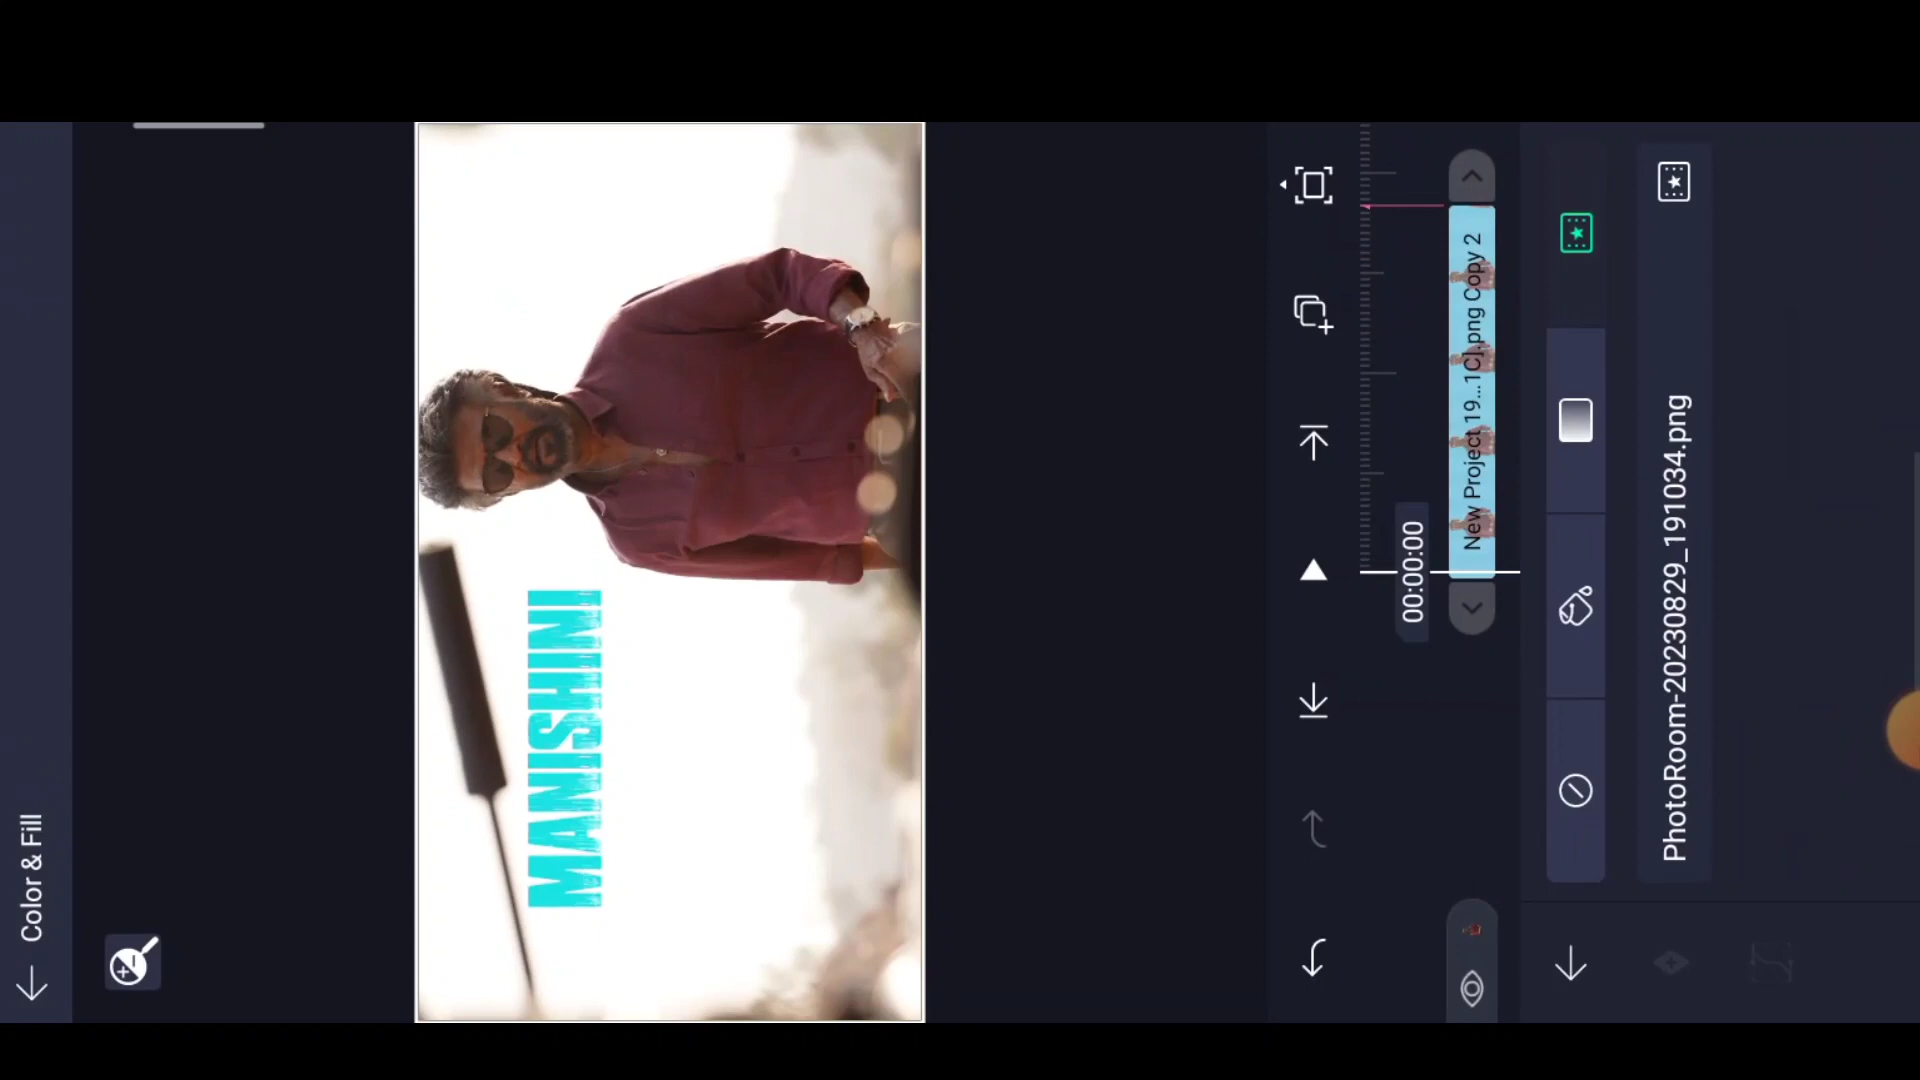 Color & Fill
MANISHINI
00:00:00
New Project 19...1C].png Copy 2
PhotoRoom-20230829_191034.png